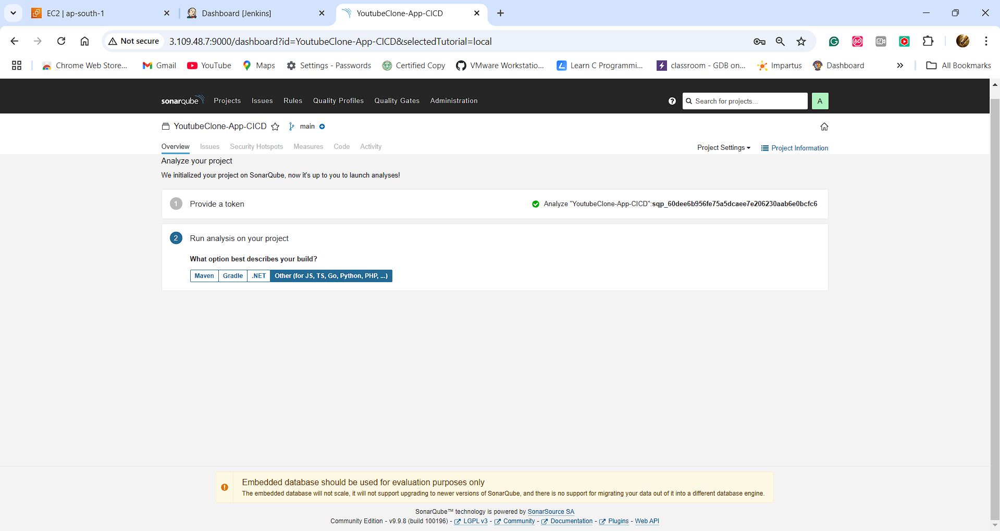 EC2 | ap-south-1
Dashboard [Jenkins]
YoutubeClone-App-CICD
Not secure
3.109.48.7:9000/dashboard?id=YoutubeClone-App-CICD&selectedTutorial=local
Chrome Web Store...
Gmail
YouTube
Maps
Settings - Passwords
Certified Copy
VMware Workstatio...
Learn C Programmi...
classroom - GDB on...
Impartus
Dashboard
All Bookmarks
sonarqube
Projects
Issues
Rules
Quality Profiles
Quality Gates
Administration
Search for projects...
A
YoutubeClone-App-CICD
main
Overview
Issues
Security Hotspots
Measures
Code
Activity
Project Settings
Project Information
Analyze your project
We initialized your project on SonarQube, now it's up to you to launch analyses!
1
Provide a token
Analyze "YoutubeClone-App-CICD": sqp_60dee6b956fe75a5dcaee7e206230aab6e0bcfc6
2
Run analysis on your project
What option best describes your build?
Maven
Gradle
.NET
Other (for JS, TS, Go, Python, PHP, ...)
Embedded database should be used for evaluation purposes only
The embedded database will not scale, it will not support upgrading to newer versions of SonarQube, and there is no support for migrating your data out of it into a different database engine.
SonarQube™ technology is powered by SonarSource SA
Community Edition - v9.9.8 (build 100196) - LGPL v3 - Community - Documentation - Plugins - Web API